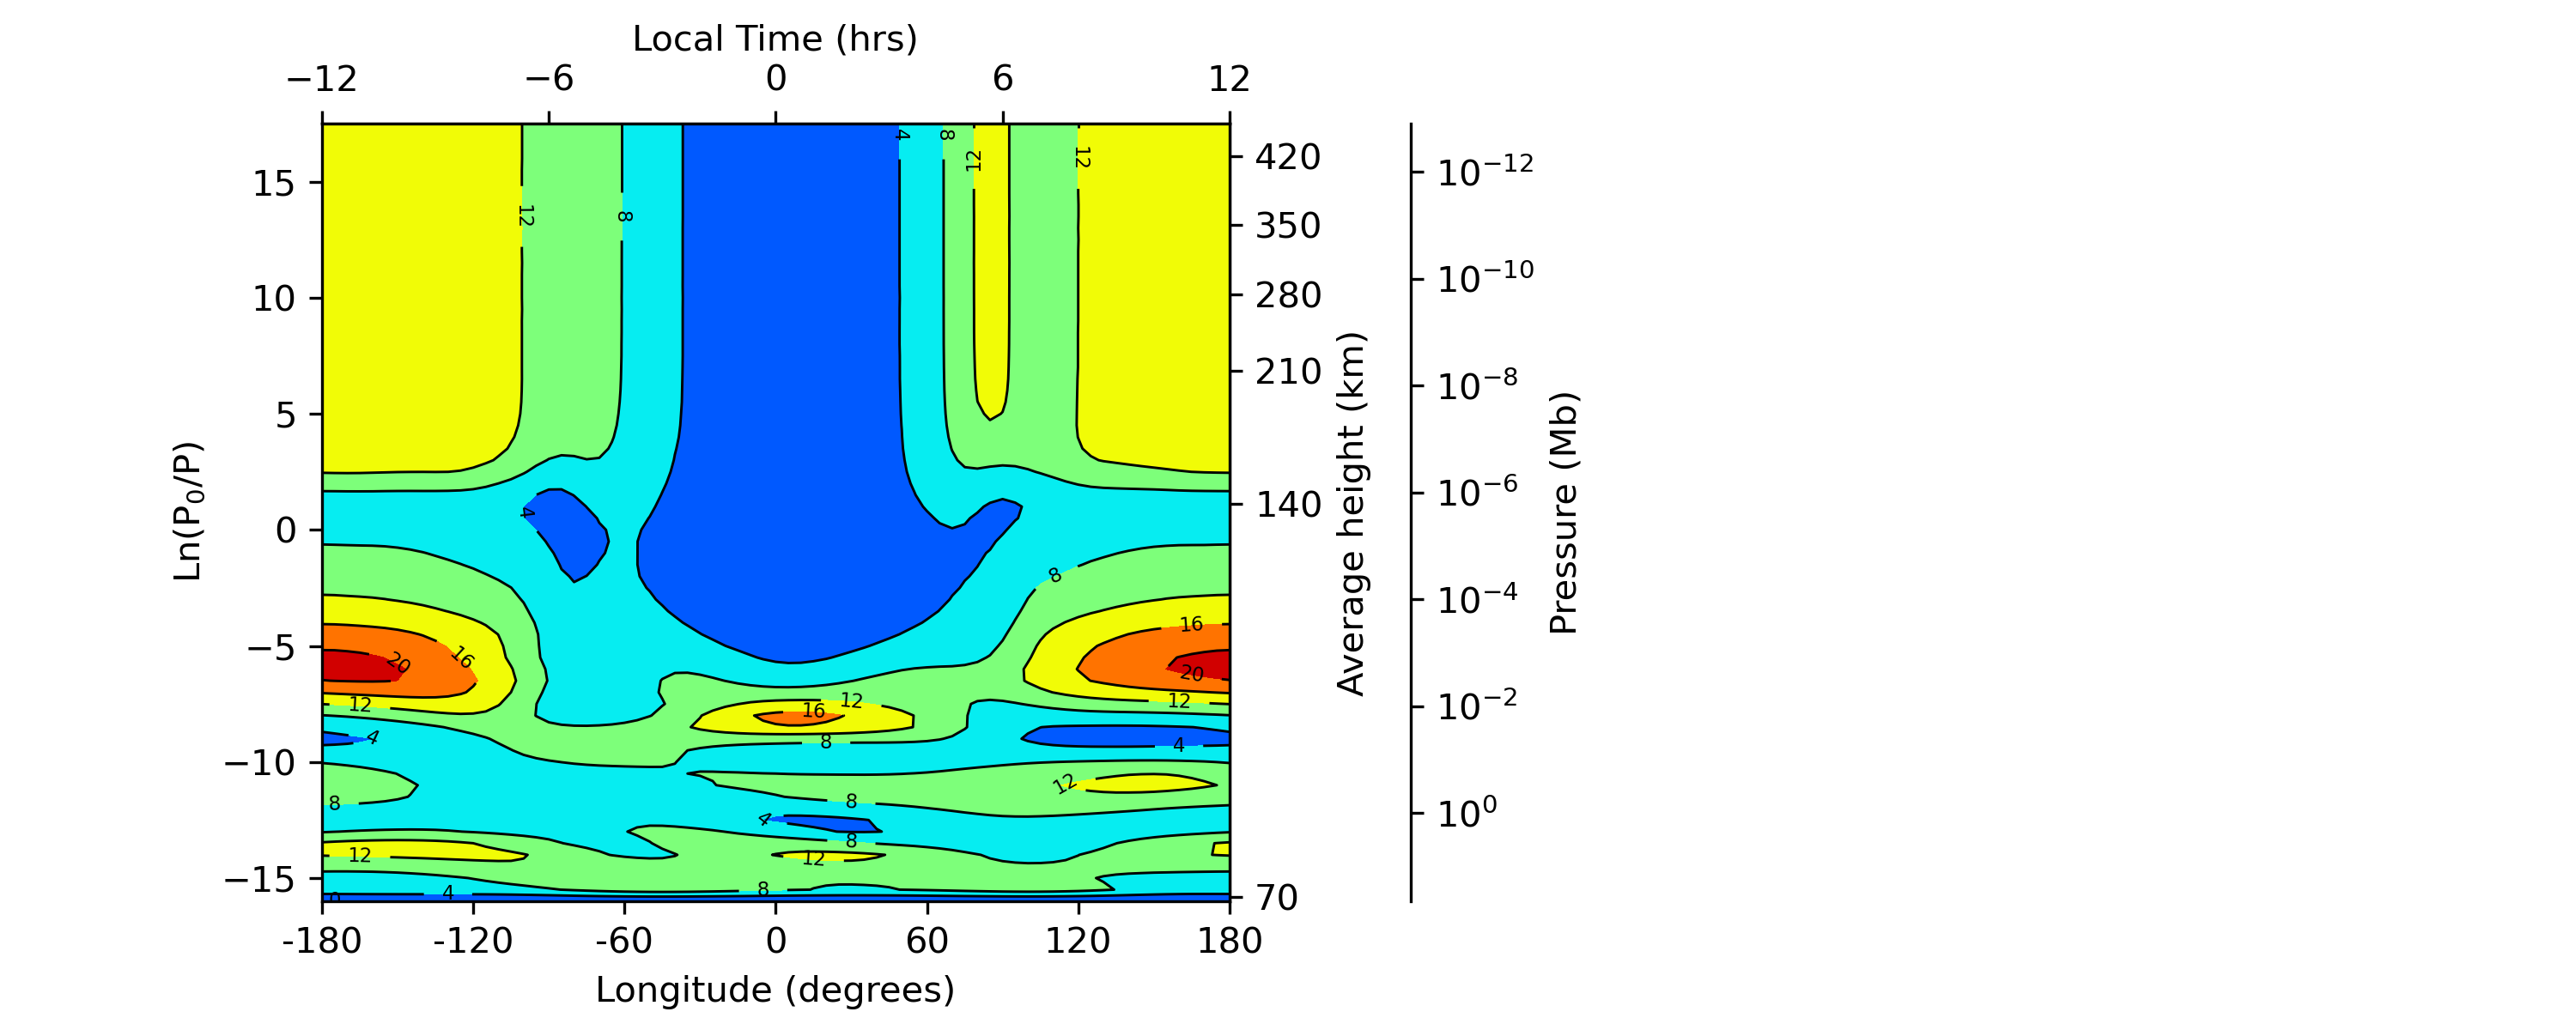 Local Time (hrs)
−12 −6 0 6 12
15
10
5
0
−5
−10
−15
Ln(P₀/P)
-180 -120 -60 0 60 120 180
Longitude (degrees)
420
350
280
210
140
70
Average height (km)
10⁻¹²
10⁻¹⁰
10⁻⁸
10⁻⁶
10⁻⁴
10⁻²
10⁰
Pressure (Mb)
4 8 12 12
12 8
4
8
16
20 16 20
12 12 12
16
4 8 4
12
8 8
4
8
12 12
4 8
0